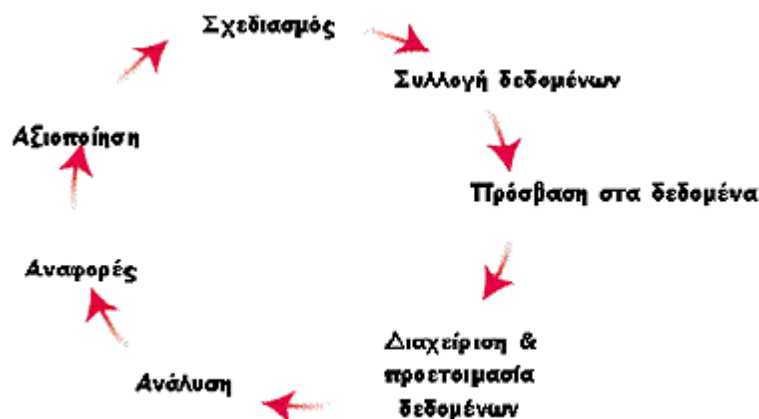 Σχεδιασμός
Συλλογή δεδομένων
Πρόσβαση στα δεδομένα
Διαχείριση &
προετοιμασία
δεδομένων
Ανάλυση
Αναφορές
Αξιοποίηση